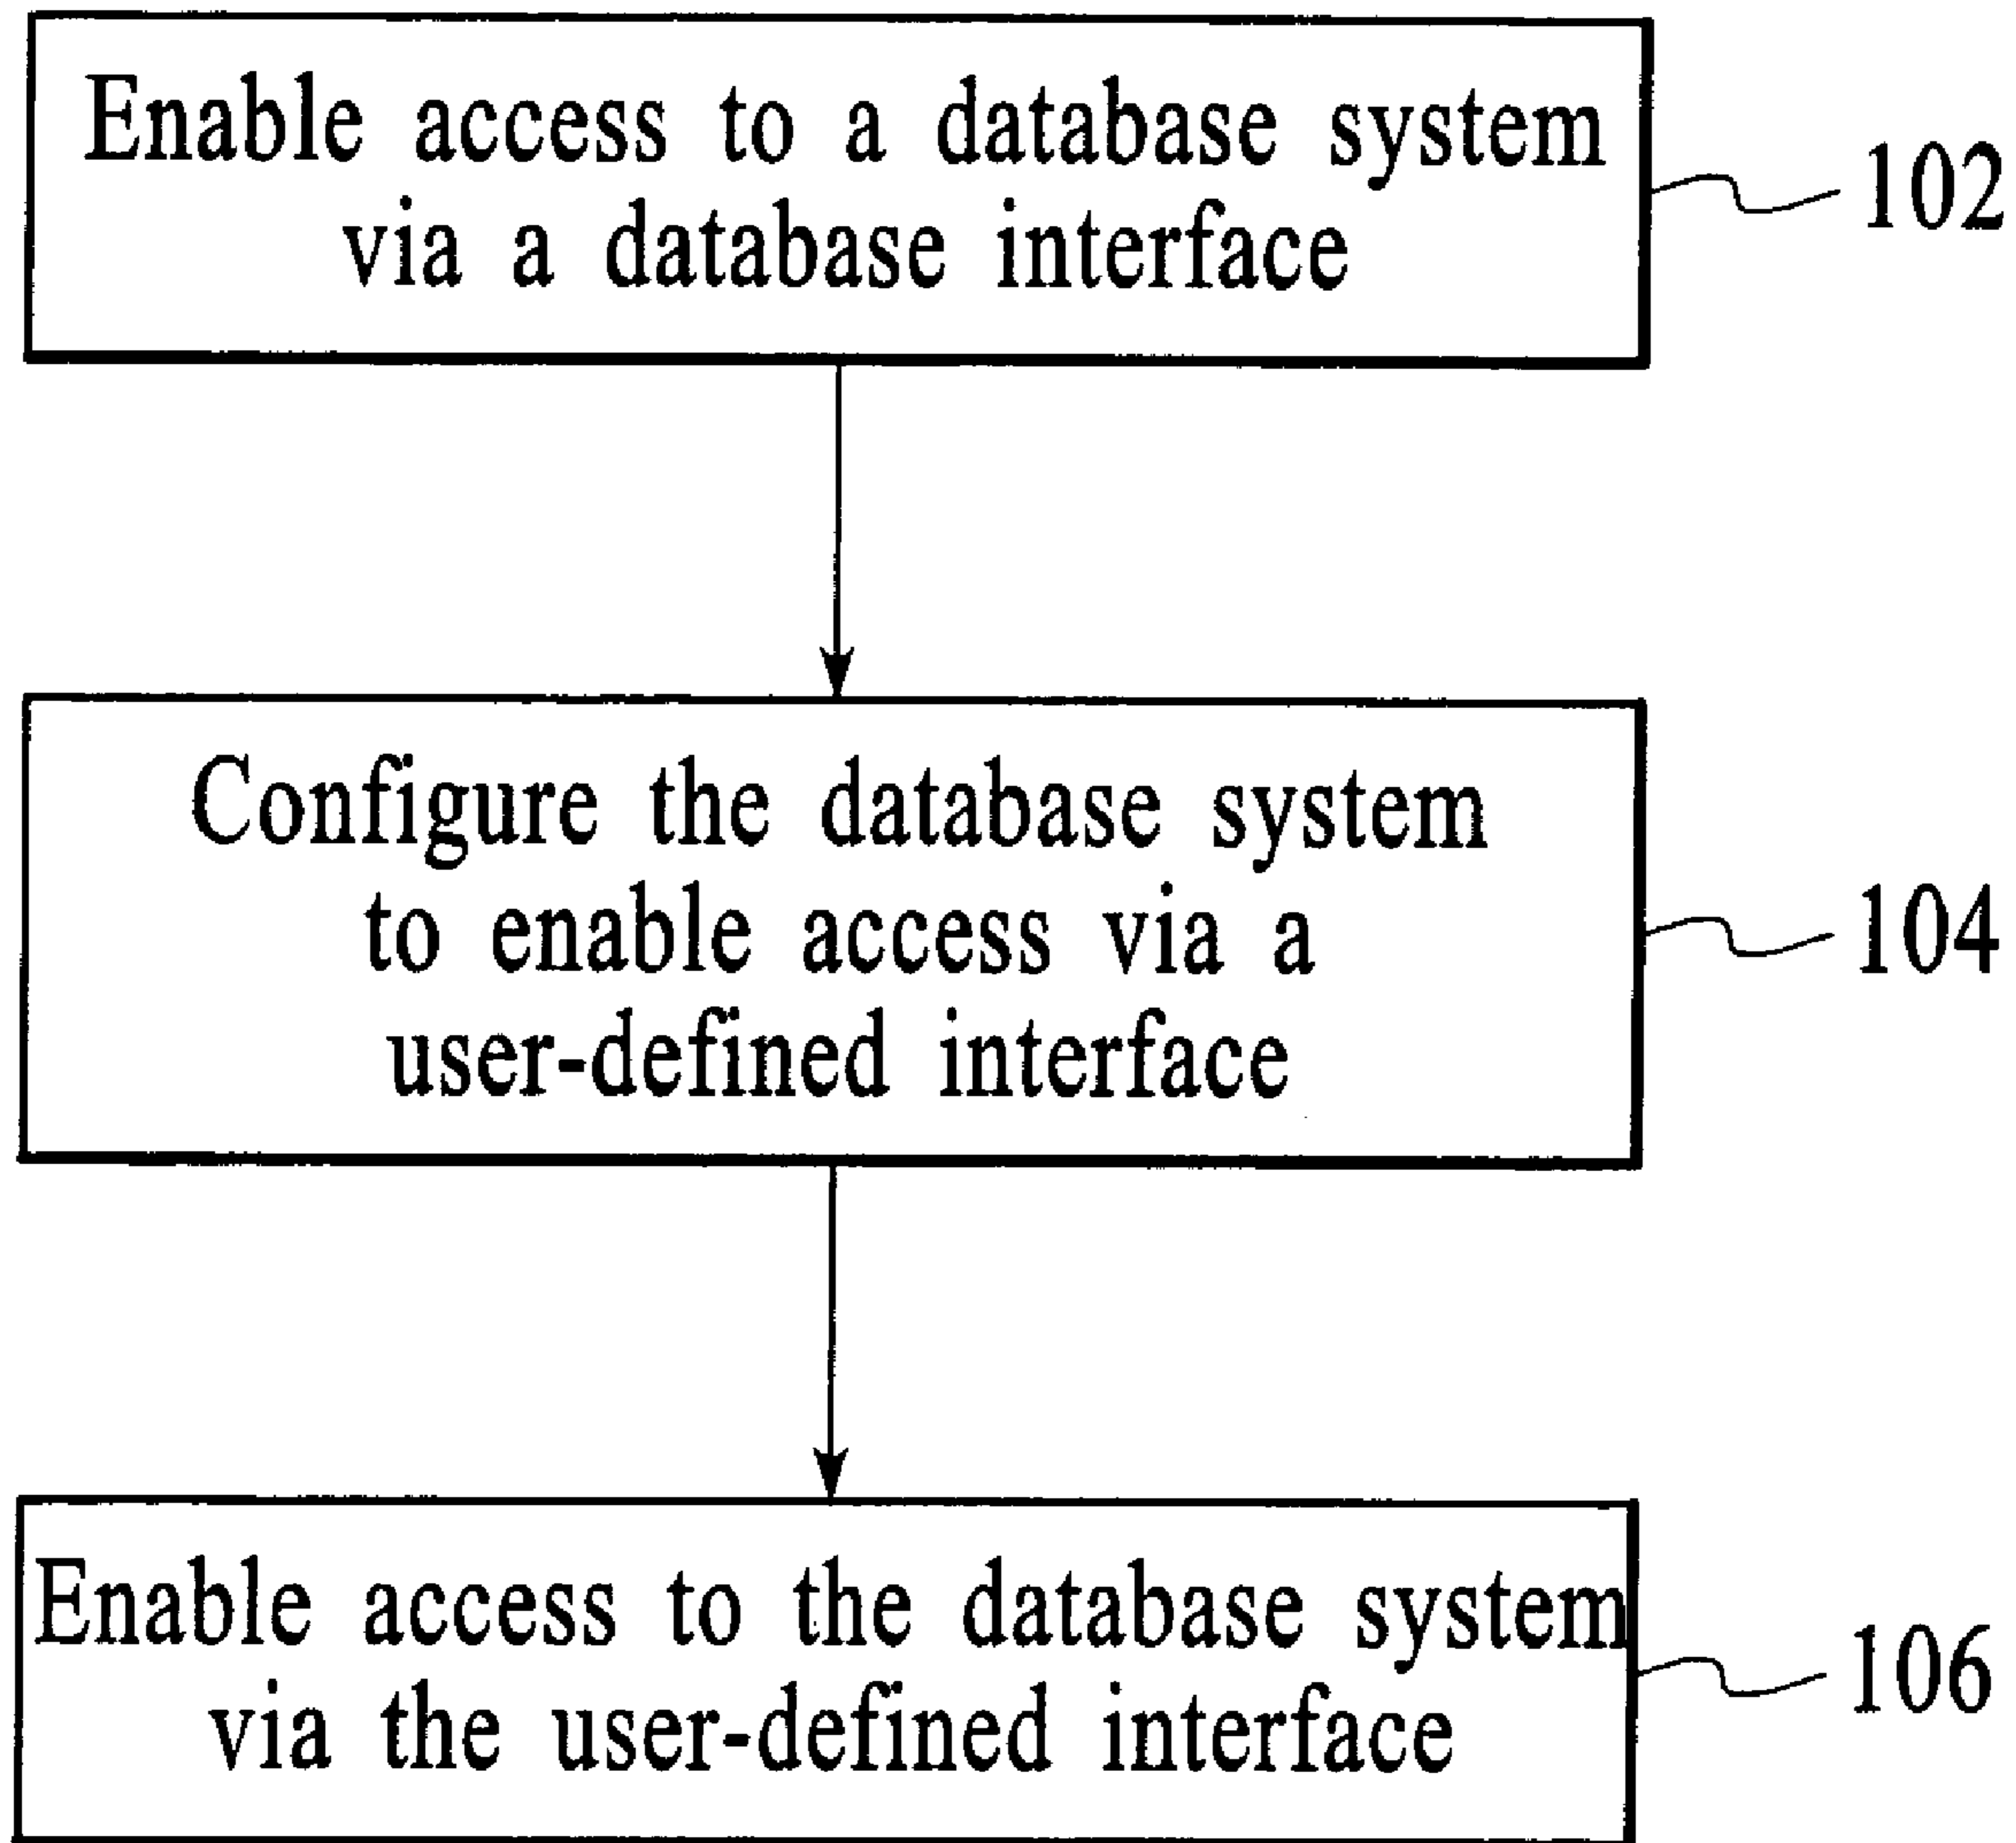 Enable access to a database system
via a database interface
102
Configure the database system
to enable access via a
user-defined interface
104
Enable access to the database system
via the user-defined interface
106